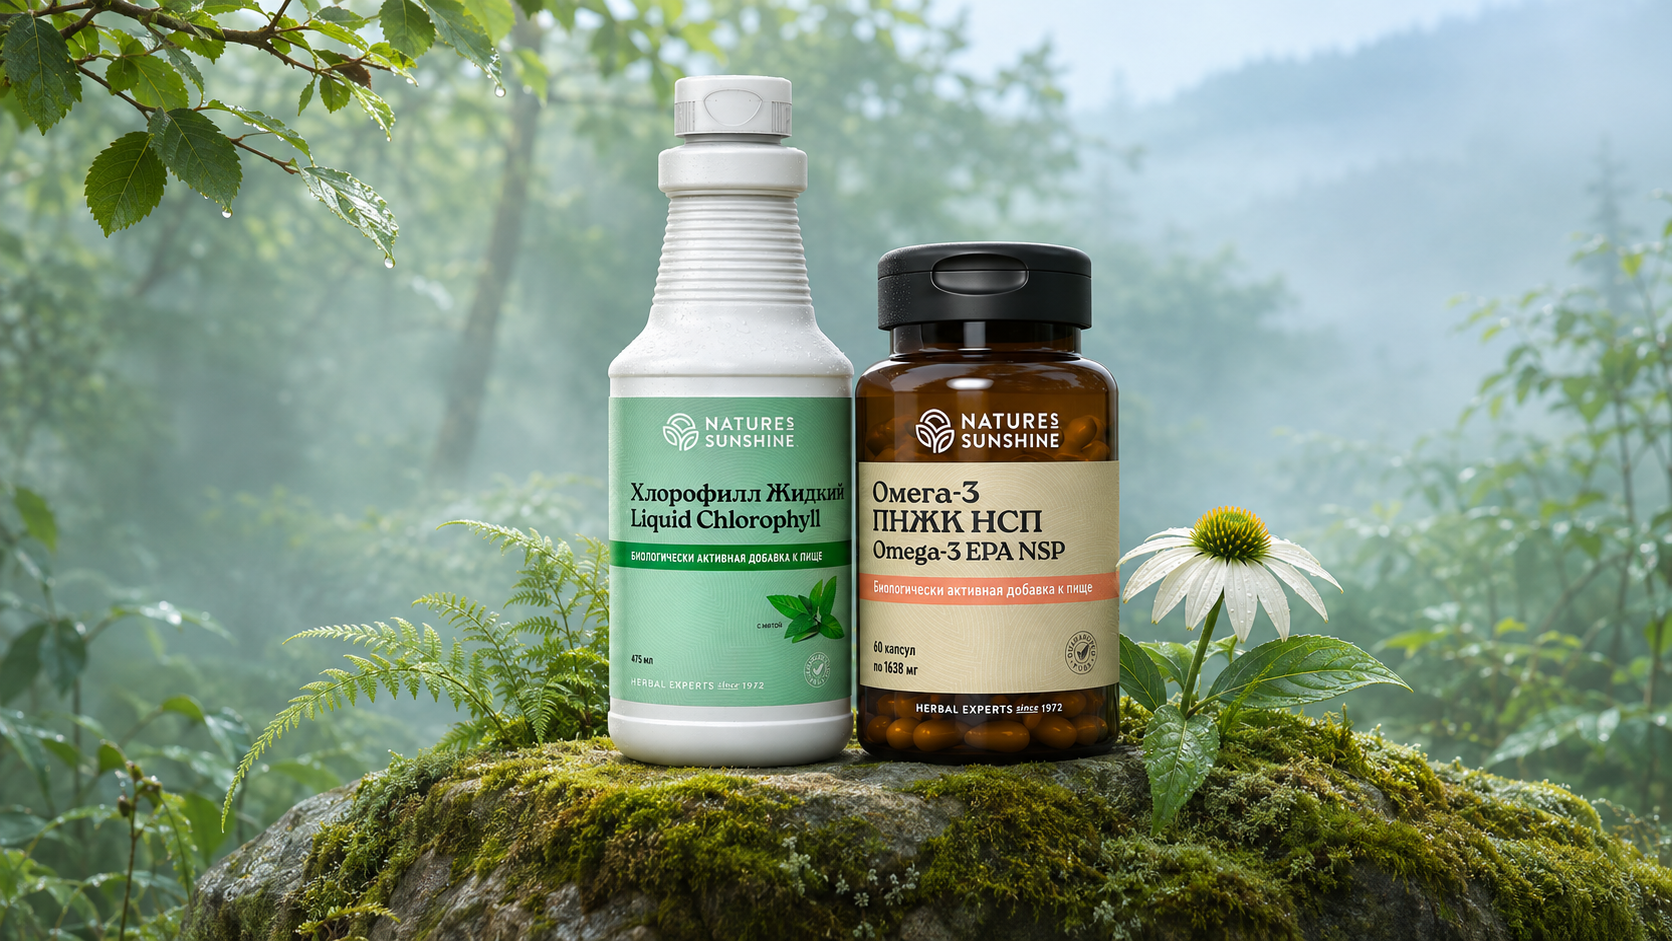 NATURE'S
SUNSHINE
Хлорофилл Жидкий
Liquid Chlorophyll
БИОЛОГИЧЕСКИ АКТИВНАЯ ДОБАВКА К ПИЩЕ
с мятой
475 мл
HERBAL EXPERTS since 1972
NATURE'S
SUNSHINE
Омега-3
ПНЖК НСП
Omega-3 EPA NSP
Биологически активная добавка к пище
60 капсул
по 1638 мг
HERBAL EXPERTS since 1972